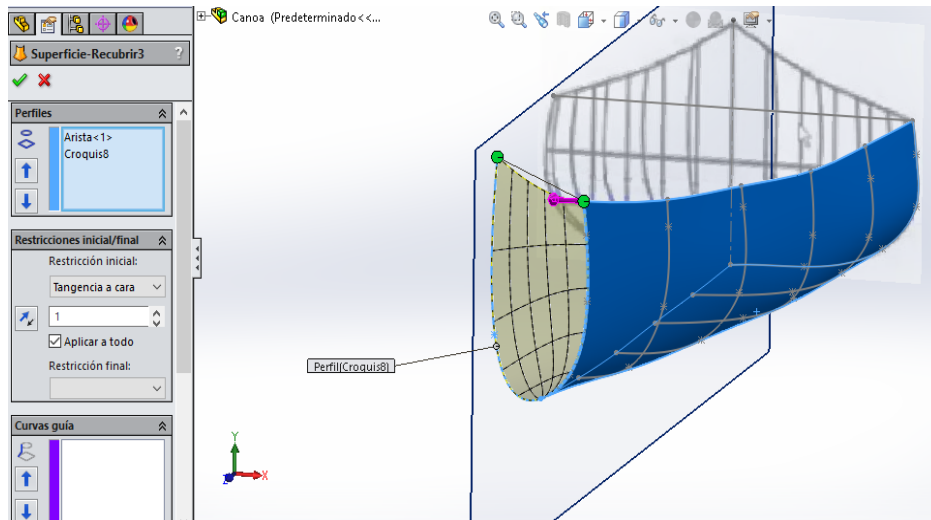 Canoa (Predeterminado<<...
Superficie-Recubrir3
?
Perfiles
Arista<1>
Croquis8
Restricciones inicial/final
Restricción inicial:
Tangencia a cara
1
Aplicar a todo
Restricción final:
Curvas guía
Perfil(Croquis8)
Y
X
Z